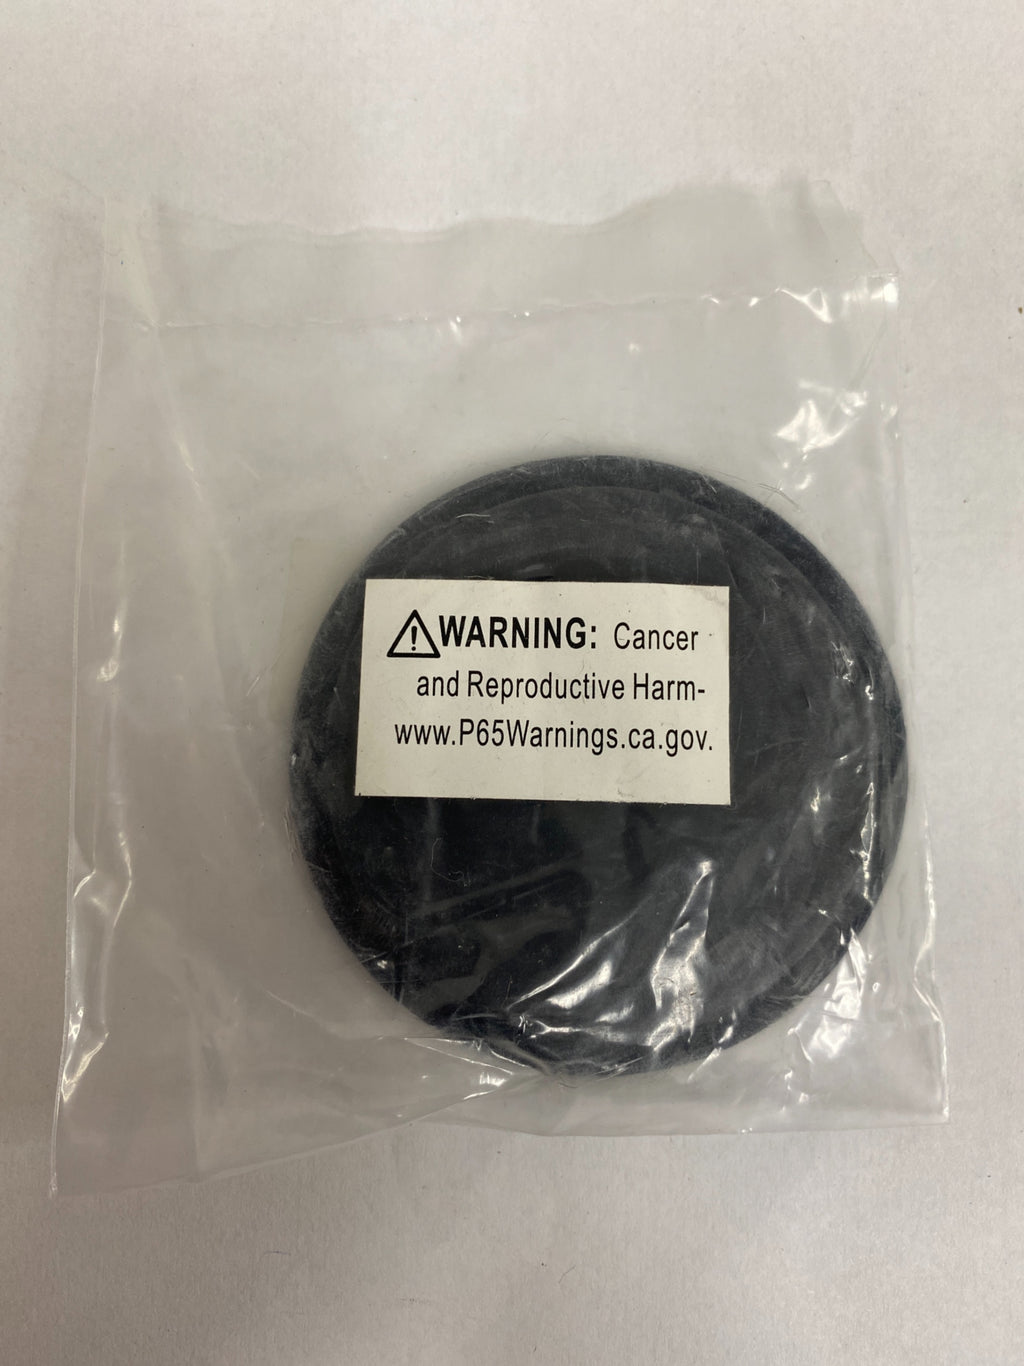 ⚠WARNING: Cancer
and Reproductive Harm-
www.P65Warnings.ca.gov.